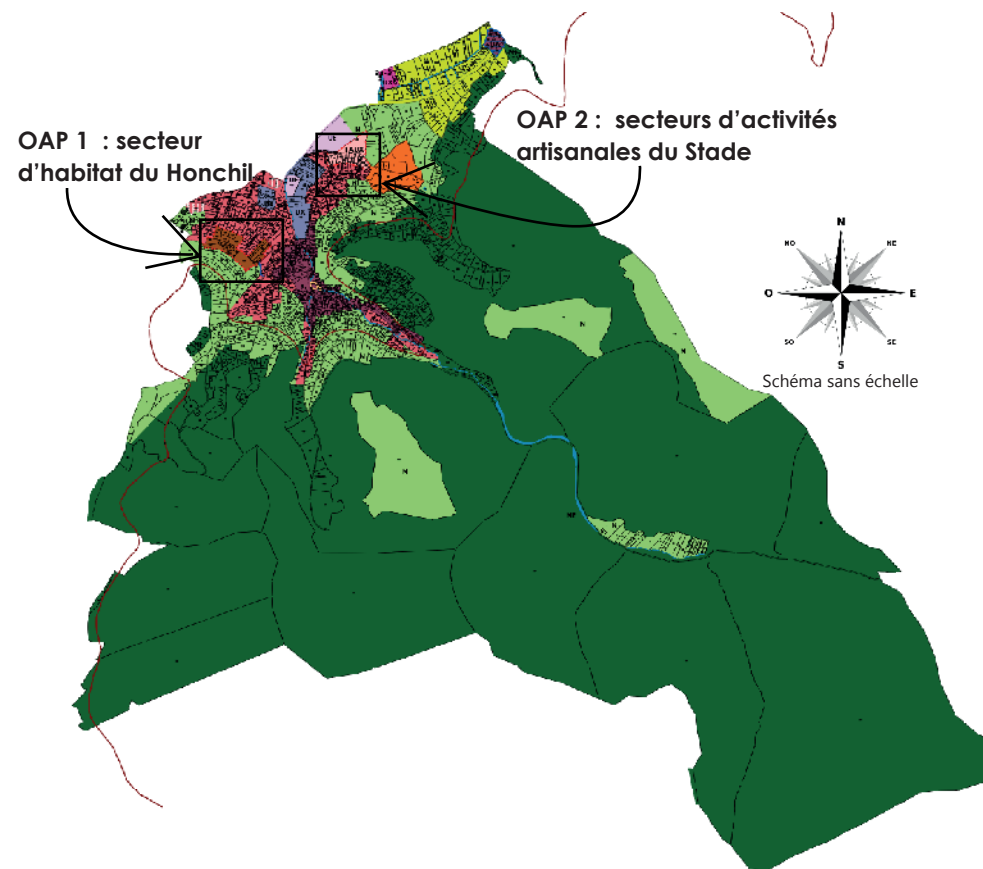 OAP 1 : secteur
d'habitat du Honchil
OAP 2 : secteurs d'activités
artisanales du Stade
N
NO
NE
O
E
SO
SE
S
Schéma sans échelle
N
N
N
N